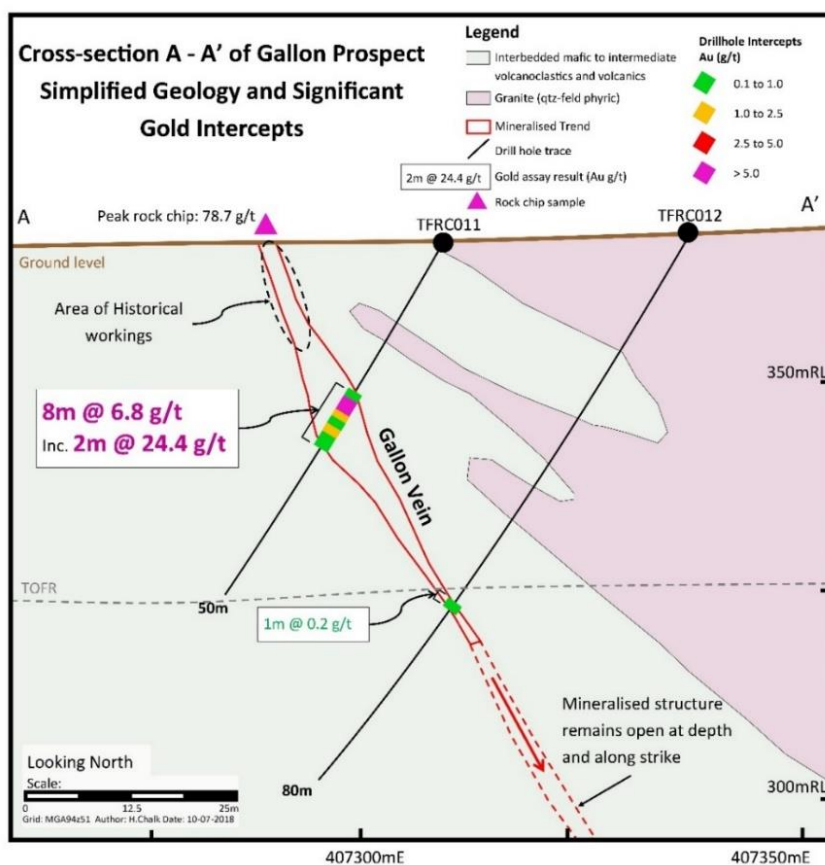 Cross-section A - A’ of Gallon Prospect
Simplified Geology and Significant
Gold Intercepts
Legend
Interbedded mafic to intermediate
volcanoclastics and volcanics
Granite (qtz-feld phyric)
Mineralised Trend
Drill hole trace
2m @ 24.4 g/t
Gold assay result (Au g/t)
Rock chip sample
Drillhole Intercepts
Au (g/t)
0.1 to 1.0
1.0 to 2.5
2.5 to 5.0
> 5.0
A
Peak rock chip: 78.7 g/t
TFRC011
TFRC012
A’
Ground level
Area of Historical
workings
350mRL
8m @ 6.8 g/t
Inc. 2m @ 24.4 g/t
Gallon Vein
TOFR
50m
1m @ 0.2 g/t
Mineralised structure
remains open at depth
and along strike
Looking North
Scale:
0 12.5 25m
Grid: MGA94z51 Author: H.Chalk Date: 10-07-2018
80m
300mRL
407300mE
407350mE